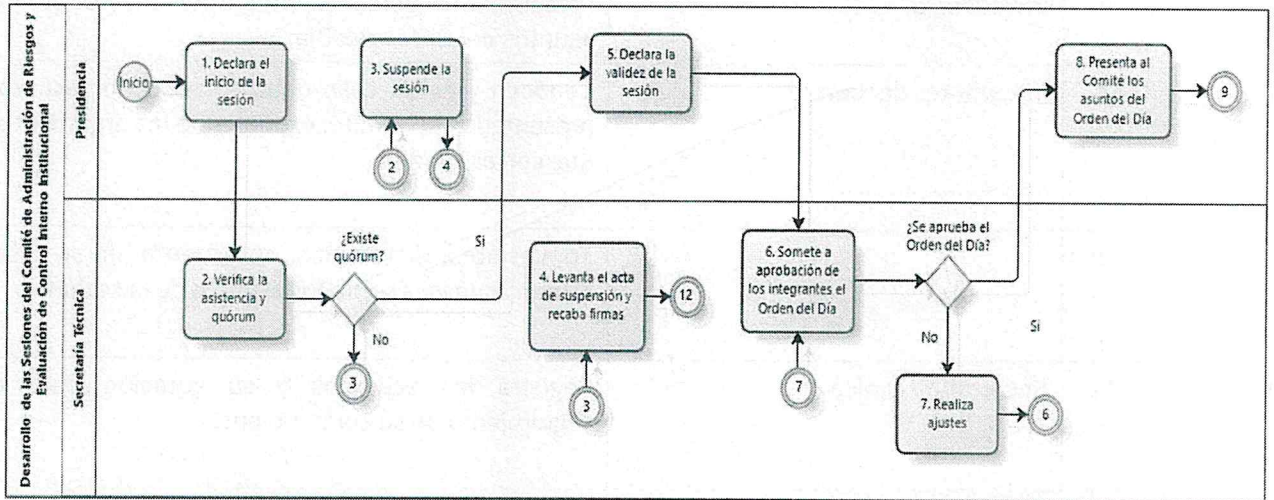 Desarrollo de las Sesiones del Comité de Administración de Riesgos y
Evaluación de Control Interno Institucional
Presidencia
Inicio
1. Declara el
inicio de la
sesión
3. Suspende la
sesión
2
4
5. Declara la
validez de la
sesión
8. Presenta al
Comité los
asuntos del
Orden del Día
9
Secretaría Técnica
2. Verifica la
asistencia y
quórum
¿Existe
quórum?
Si
No
3
4. Levanta el acta
de suspensión y
recaba firmas
12
3
6. Somete a
aprobación de
los integrantes el
Orden del Día
7
¿Se aprueba el
Orden del Día?
Si
No
7. Realiza
ajustes
6